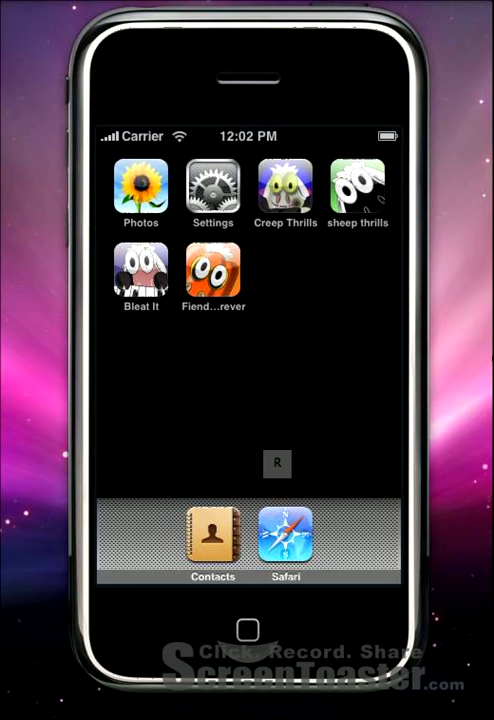 Carrier 12:02 PM
Photos Settings Creep Thrills sheep thrills
Bleat It Fiend...rever
R
N
Contacts Safari
Click. Record. Share
ScreenToaster.com